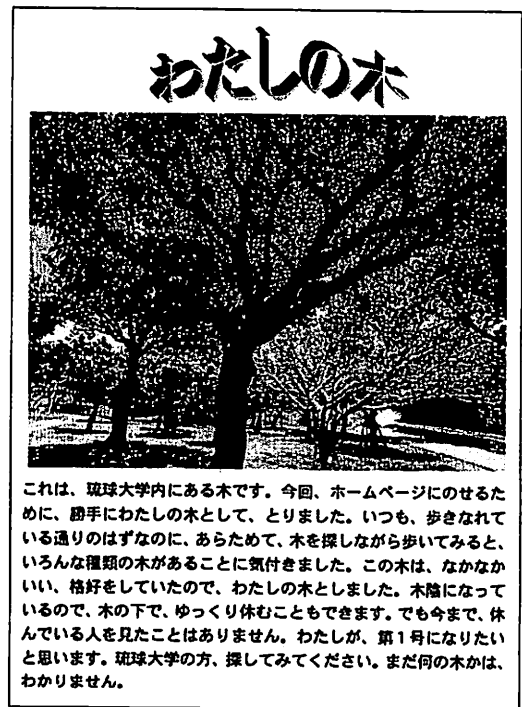 わたしの木
これは、琉球大学内にある木です。今回、ホームページにのせるた
めに、勝手にわたしの木として、とりました。いつも、歩きなれて
いる通りのはずなのに、あらためて、木を探しながら歩いてみると、
いろんな種類の木があることに気付きました。この木は、なかなか
いい、格好をしていたので、わたしの木としました。木陰になって
いるので、木の下で、ゆっくり休むこともできます。でも今まで、休
んでいる人を見たことはありません。わたしが、第1号になりたい
と思います。琉球大学の方、探してみてください。まだ何の木かは、
わかりません。